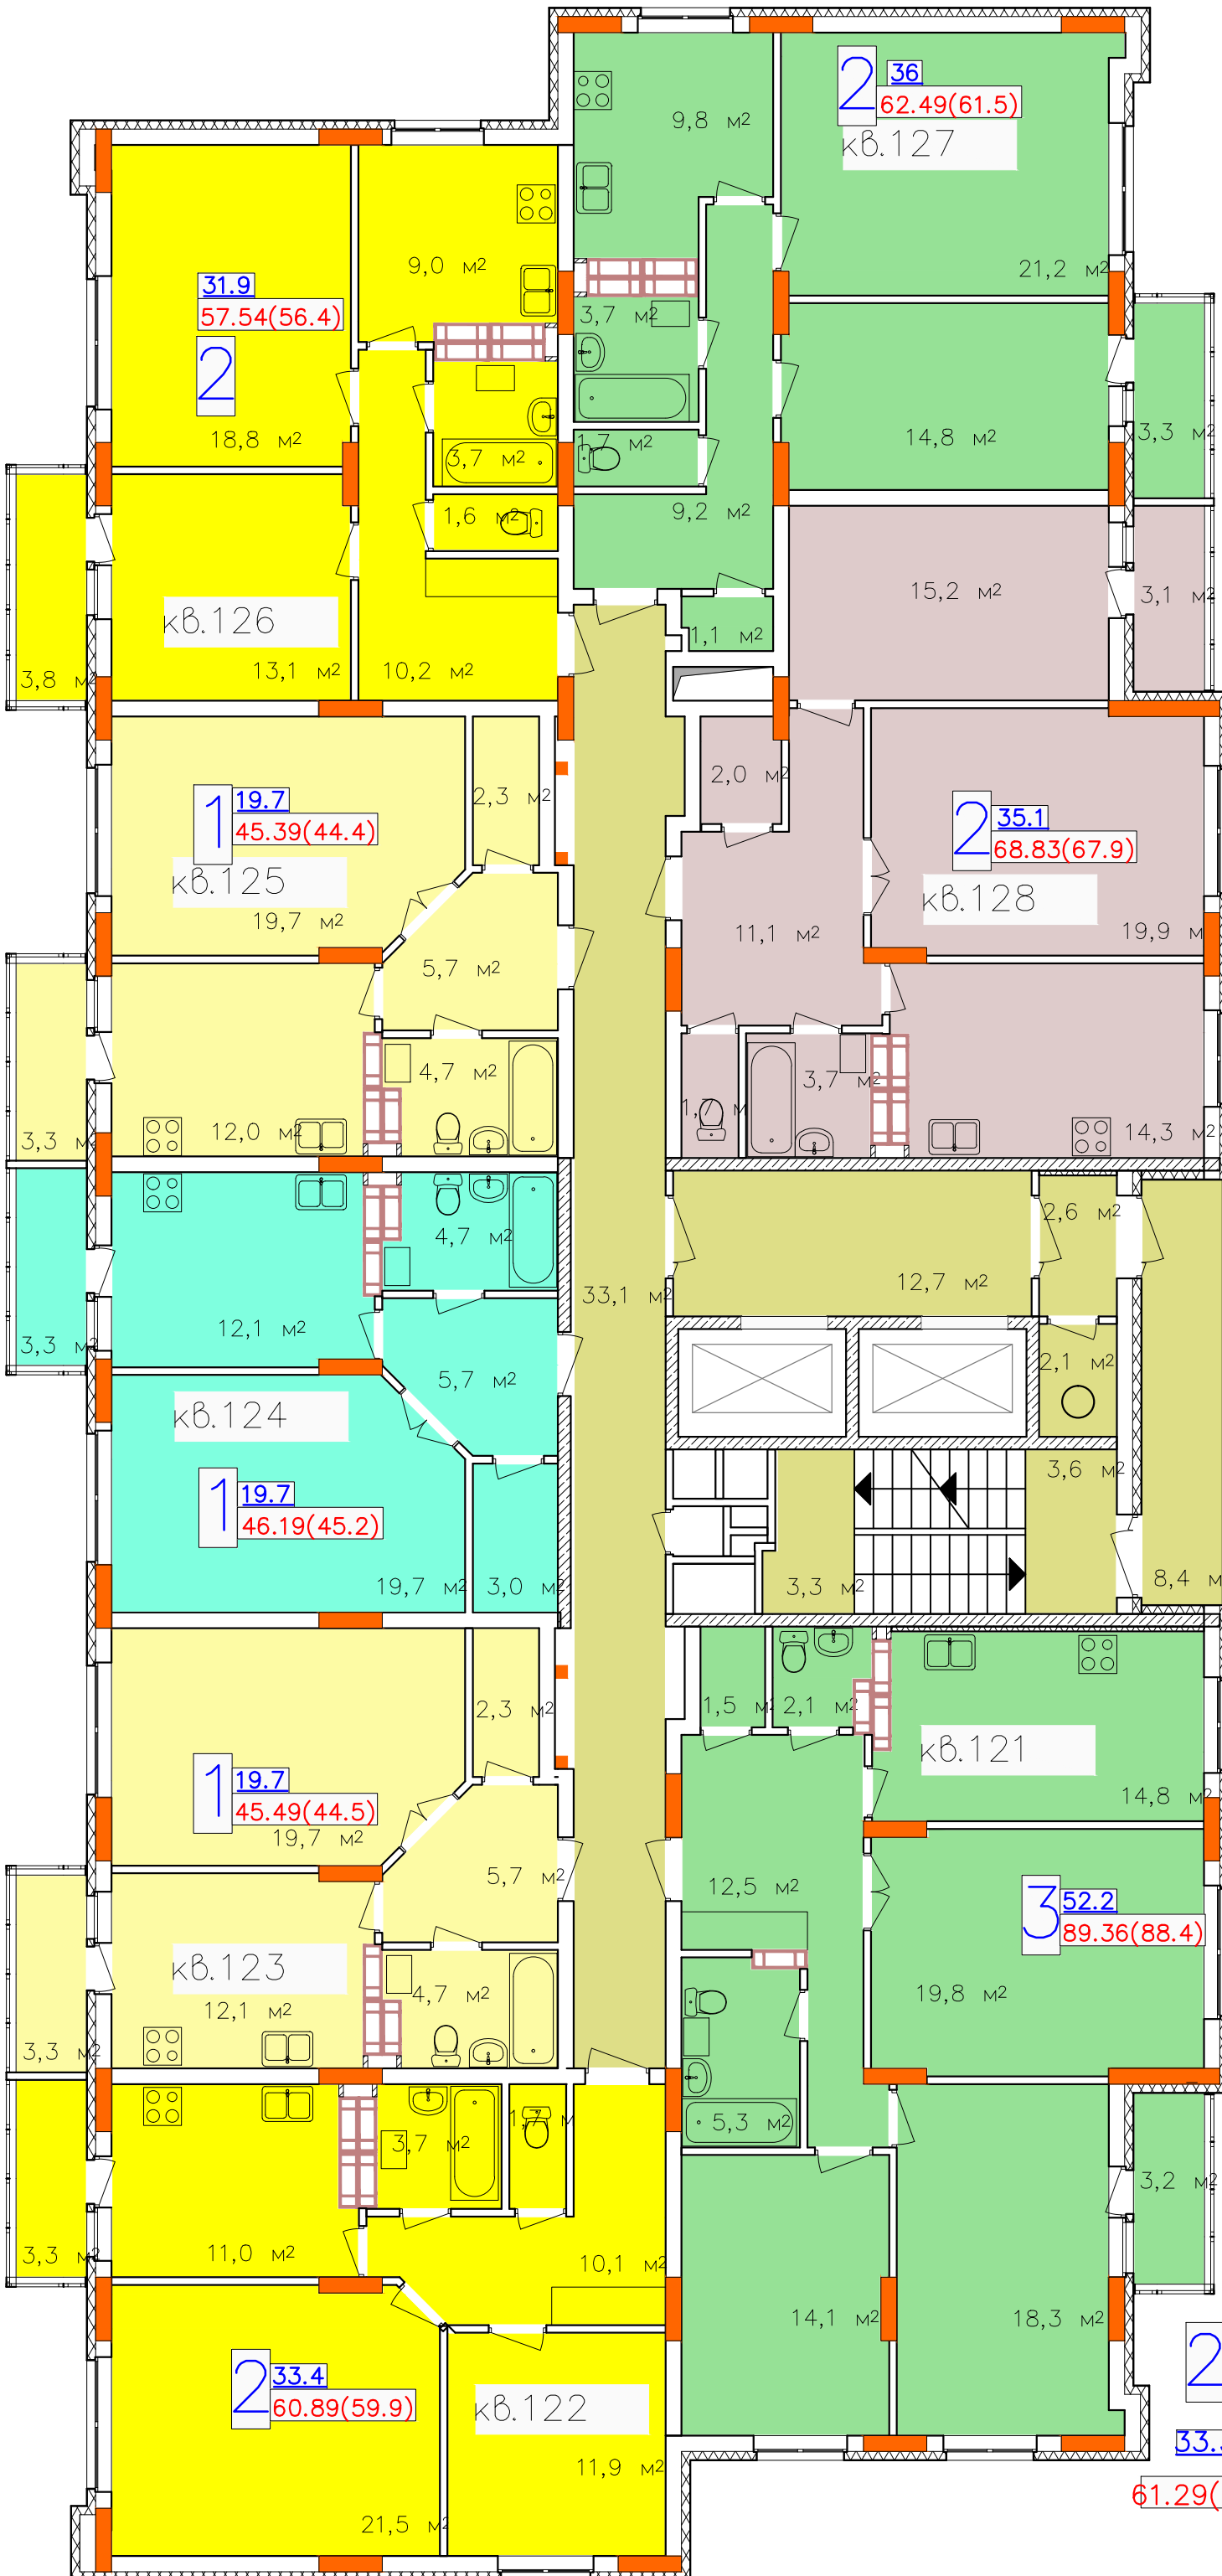 9,8 м²
2 36
62.49(61.5)
кв.127
21,2 м²
9,0 м²
31.9
57.54(56.4)
2
18,8 м²
3,7 м²
3,7 м²
1,7 м²
14,8 м²
3,3 м²
1,6 м²
9,2 м²
кв.126
13,1 м²
10,2 м²
3,8 м²
1,1 м²
15,2 м²
3,1 м²
1 19.7
45.39(44.4)
кв.125
19,7 м²
2,3 м²
2,0 м²
2 35.1
68.83(67.9)
кв.128
19,9 м
11,1 м²
5,7 м²
4,7 м²
12,0 м²
3,3 м²
3,7 м²
1,7 м
14,3 м²
4,7 м²
12,1 м²
3,3 м²
5,7 м²
33,1 м²
12,7 м²
2,6 м²
2,1 м²
кв.124
1 19.7
46.19(45.2)
19,7 м²
3,0 м²
3,6 м²
3,3 м²
8,4 м
2,3 м²
1 19.7
45.49(44.5)
19,7 м²
5,7 м²
1,5 м²
2,1 м²
кв.121
14,8 м²
12,5 м²
3 52.2
89.36(88.4)
19,8 м²
кв.123
12,1 м²
4,7 м²
3,3 м²
3,7 м²
1,7 м
5,3 м²
3,2 м²
11,0 м²
3,3 м²
10,1 м²
14,1 м²
18,3 м²
2 33.4
60.89(59.9)
кв.122
11,9 м²
21,5 м²
2
33.
61.29(